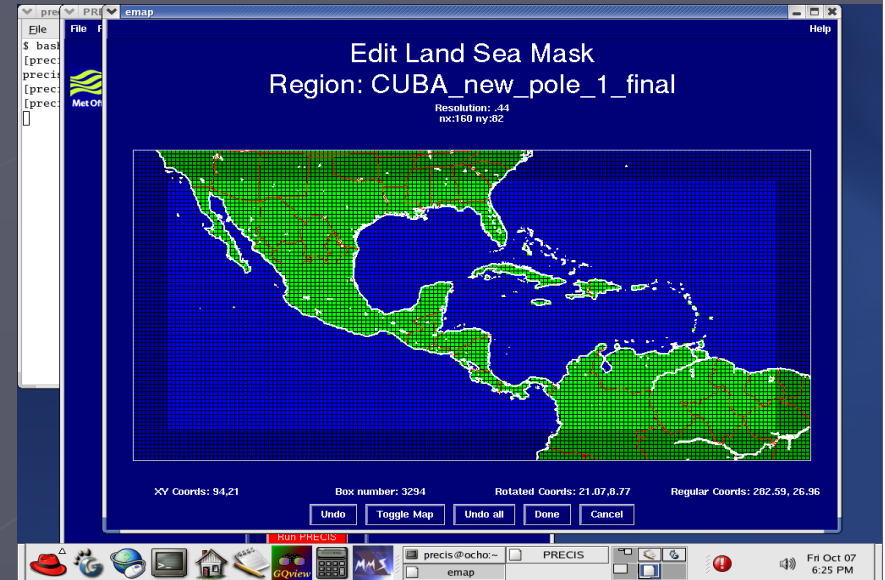 emap
File
File
Help
$ bas
[prec
precis
[prec
[prec
Met Of
Edit Land Sea Mask
Region: CUBA_new_pole_1_final
Resolution: .44
nx:160 ny:82
XY Coords: 94,21
Box number: 3294
Rotated Coords: 21.07,8.77
Regular Coords: 282.59, 26.96
Undo
Toggle Map
Undo all
Done
Cancel
Run PRECIS
GQview
MMS
precis@ocho:~
PRECIS
emap
Fri Oct 07
6:25 PM